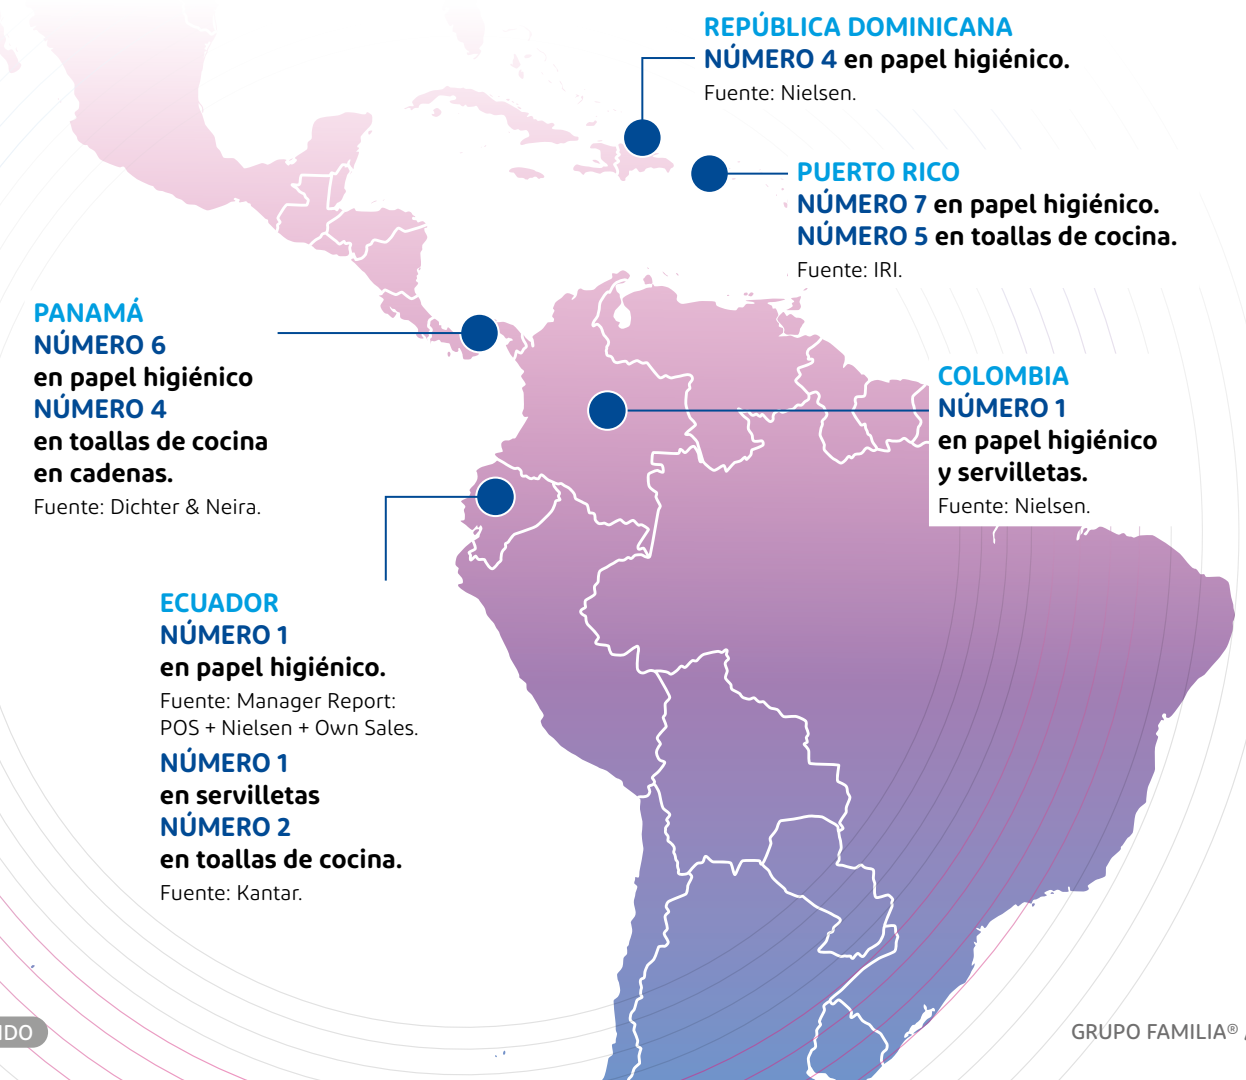 REPÚBLICA DOMINICANA
NÚMERO 4 en papel higiénico.
Fuente: Nielsen.
PUERTO RICO
NÚMERO 7 en papel higiénico.
NÚMERO 5 en toallas de cocina.
Fuente: IRI.
PANAMÁ
NÚMERO 6
en papel higiénico
NÚMERO 4
en toallas de cocina
en cadenas.
Fuente: Dichter & Neira.
COLOMBIA
NÚMERO 1
en papel higiénico
y servilletas.
Fuente: Nielsen.
ECUADOR
NÚMERO 1
en papel higiénico.
Fuente: Manager Report:
POS + Nielsen + Own Sales.
NÚMERO 1
en servilletas
NÚMERO 2
en toallas de cocina.
Fuente: Kantar.
GRUPO FAMILIA®